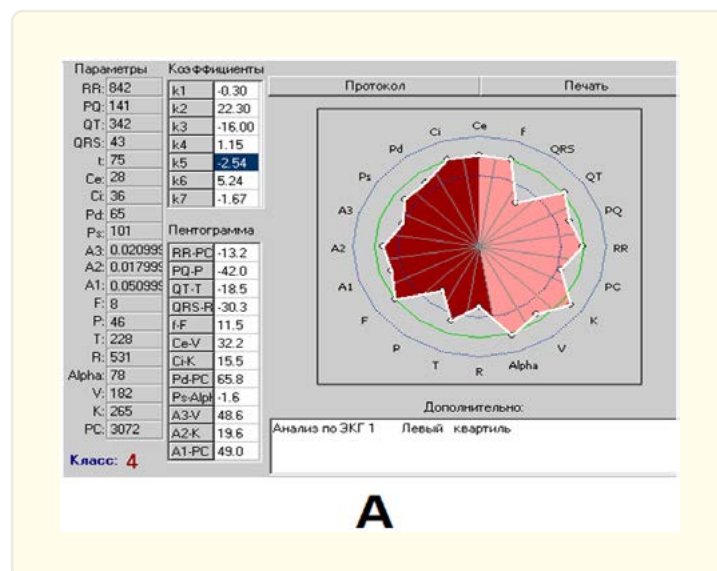 Параметры
RR: 842
PQ: 141
QT: 342
QRS: 43
t: 75
Ce: 28
Ci: 36
Pd: 65
Ps: 101
A3: 0.020999
A2: 0.017999
A1: 0.050999
F: 8
P: 46
T: 228
R: 531
Alpha: 78
V: 182
K: 265
PC: 3072
Класс: 4
Коэффициенты
k1 -0.30
k2 22.30
k3 -16.00
k4 1.15
k5 -2.54
k6 5.24
k7 -1.67
Пентограмма
RR-PC -13.2
PQ-P -42.0
QT-T -18.5
QRS-R -30.3
f-F 11.5
Ce-V 32.2
Ci-K 15.5
Pd-PC 65.8
Ps-Alph -1.6
A3-V 48.6
A2-K 19.6
A1-PC 49.0
Протокол Печать
Ce
F
QRS
QT
PQ
RR
PC
K
V
Alpha
R
T
P
F
A1
A2
A3
Ps
Pd
Ci
Дополнительно:
Анализ по ЭКГ 1 Левый квартиль
A